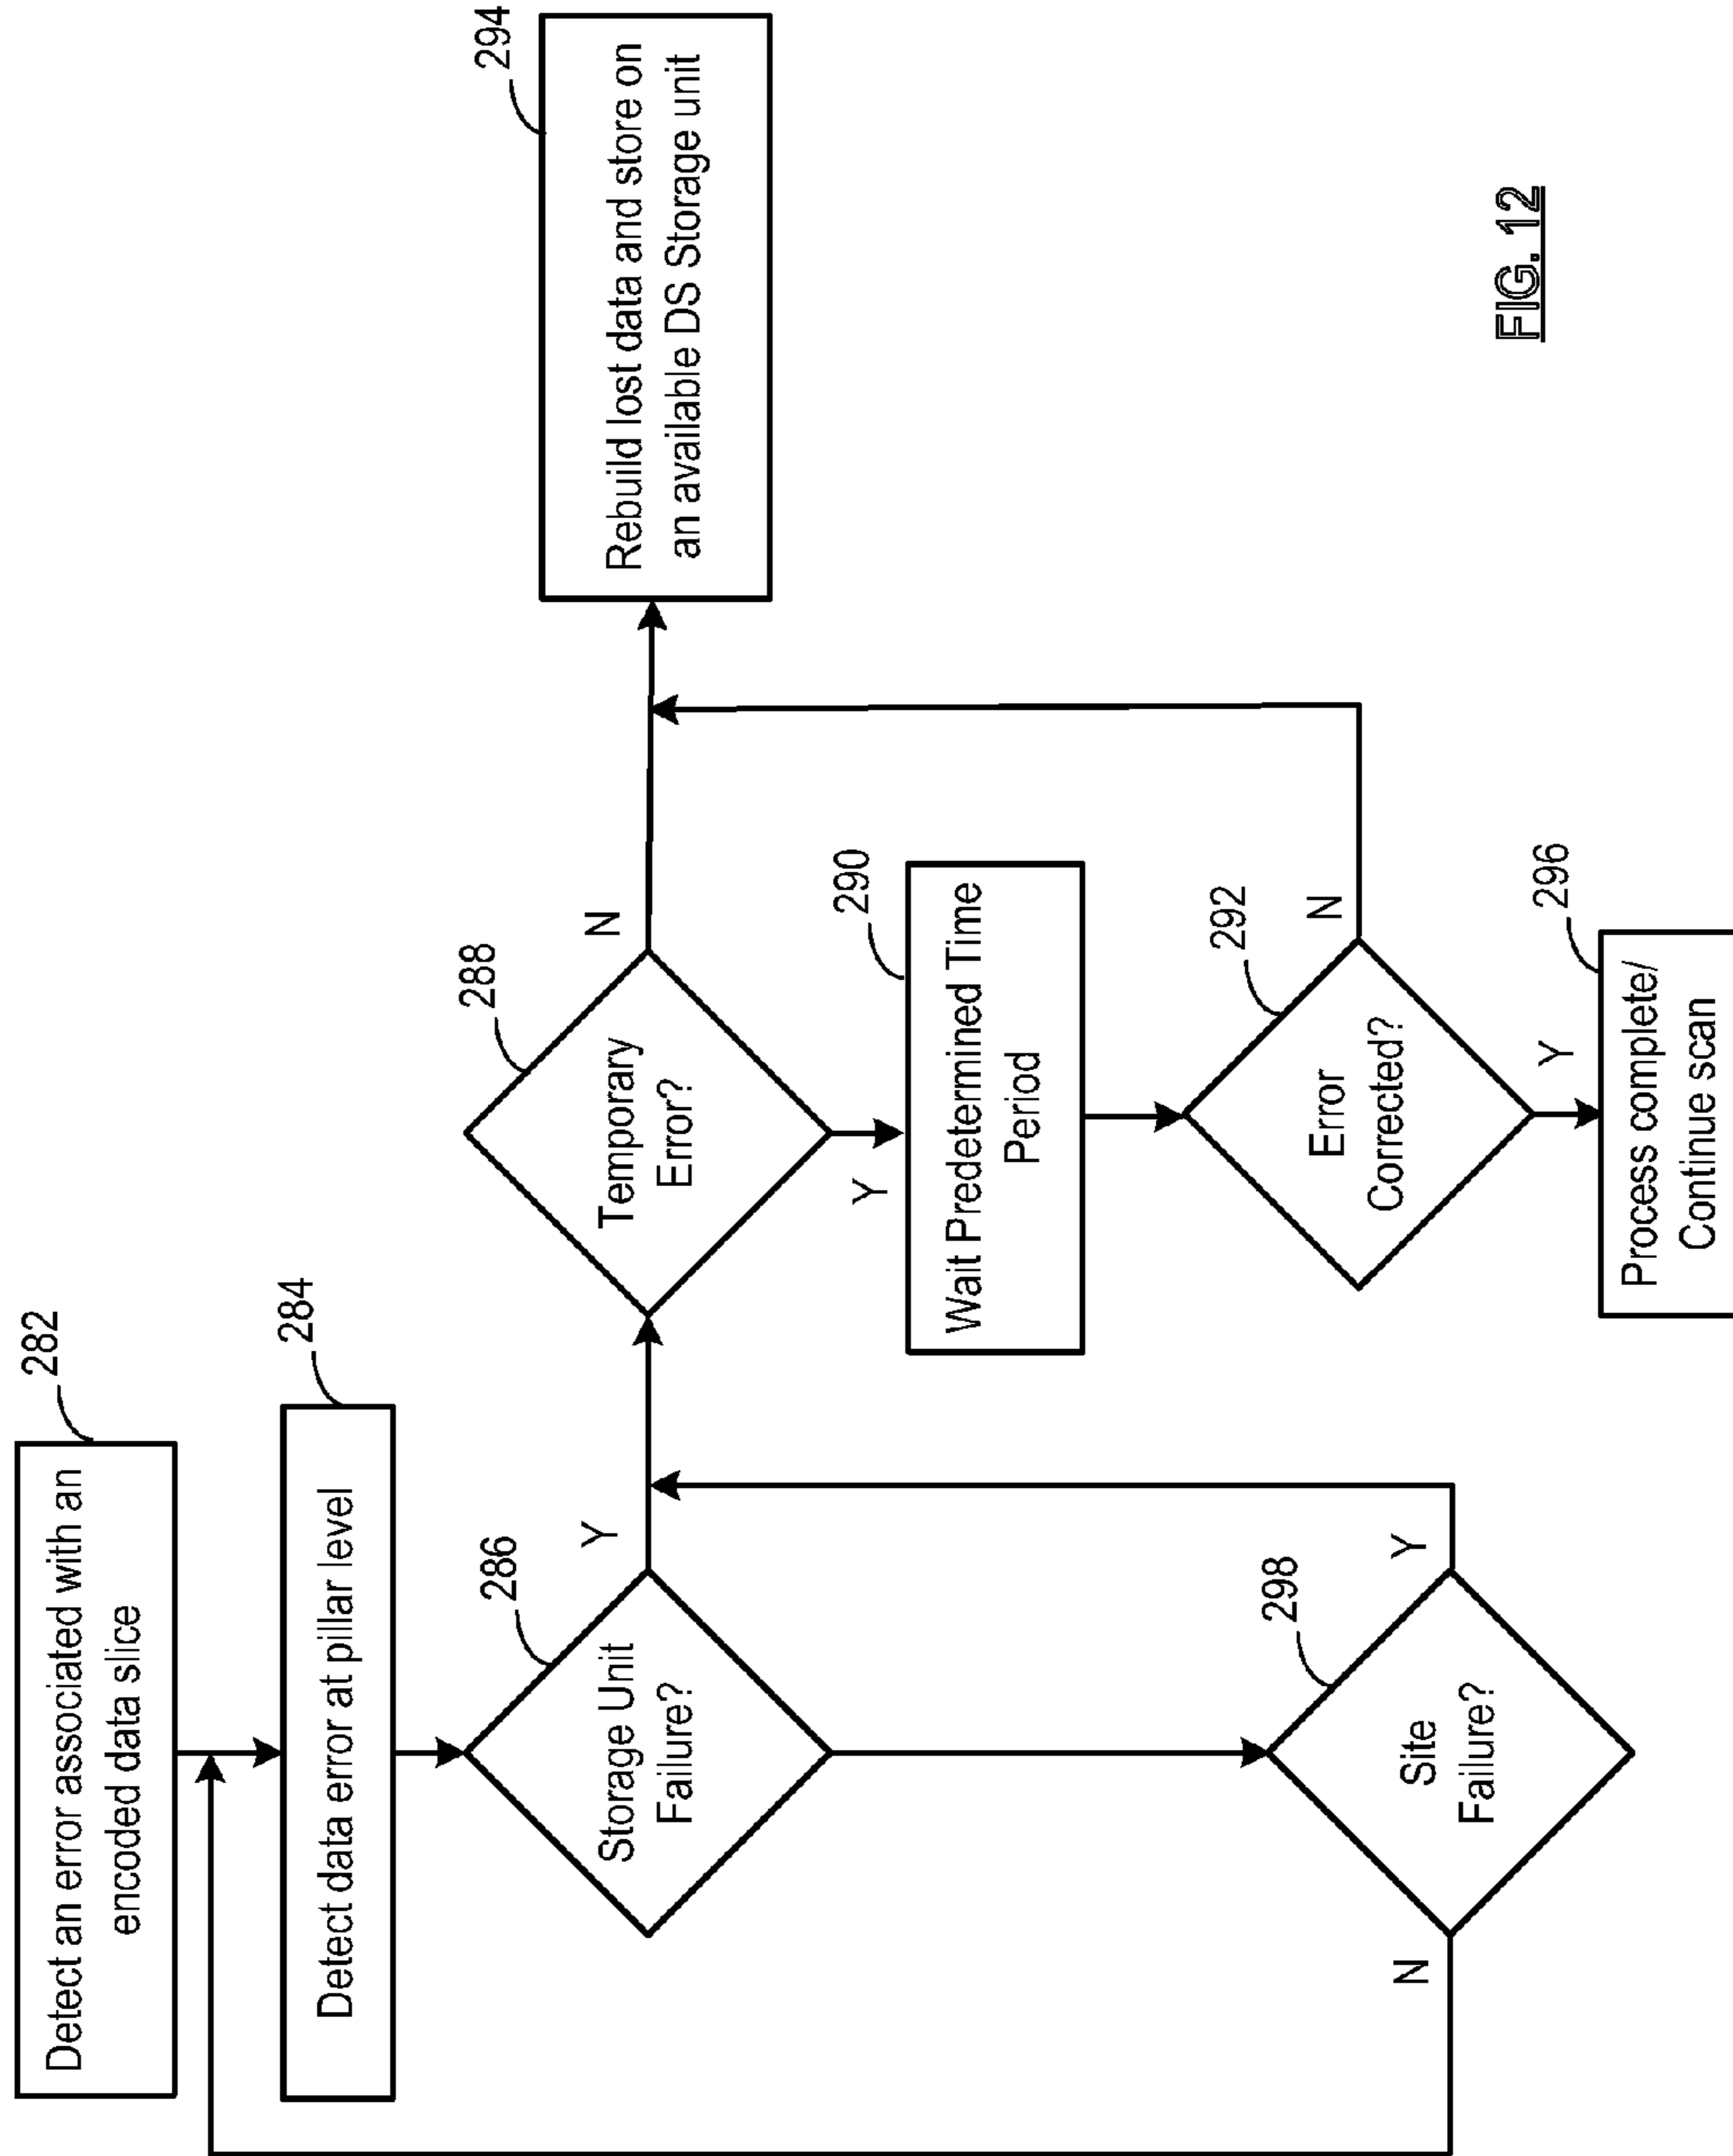 282
Detect an error associated with an
encoded data slice
284
Detect data error at pillar level
286
Storage Unit
Failure?
Y
298
Site
Failure?
Y
N
288
Temporary
Error?
N
Y
290
Wait Predetermined Time
Period
292
Error
Corrected?
N
Y
296
Process complete/
Continue scan
294
Rebuild lost data and store on
an available DS Storage unit
FIG. 12